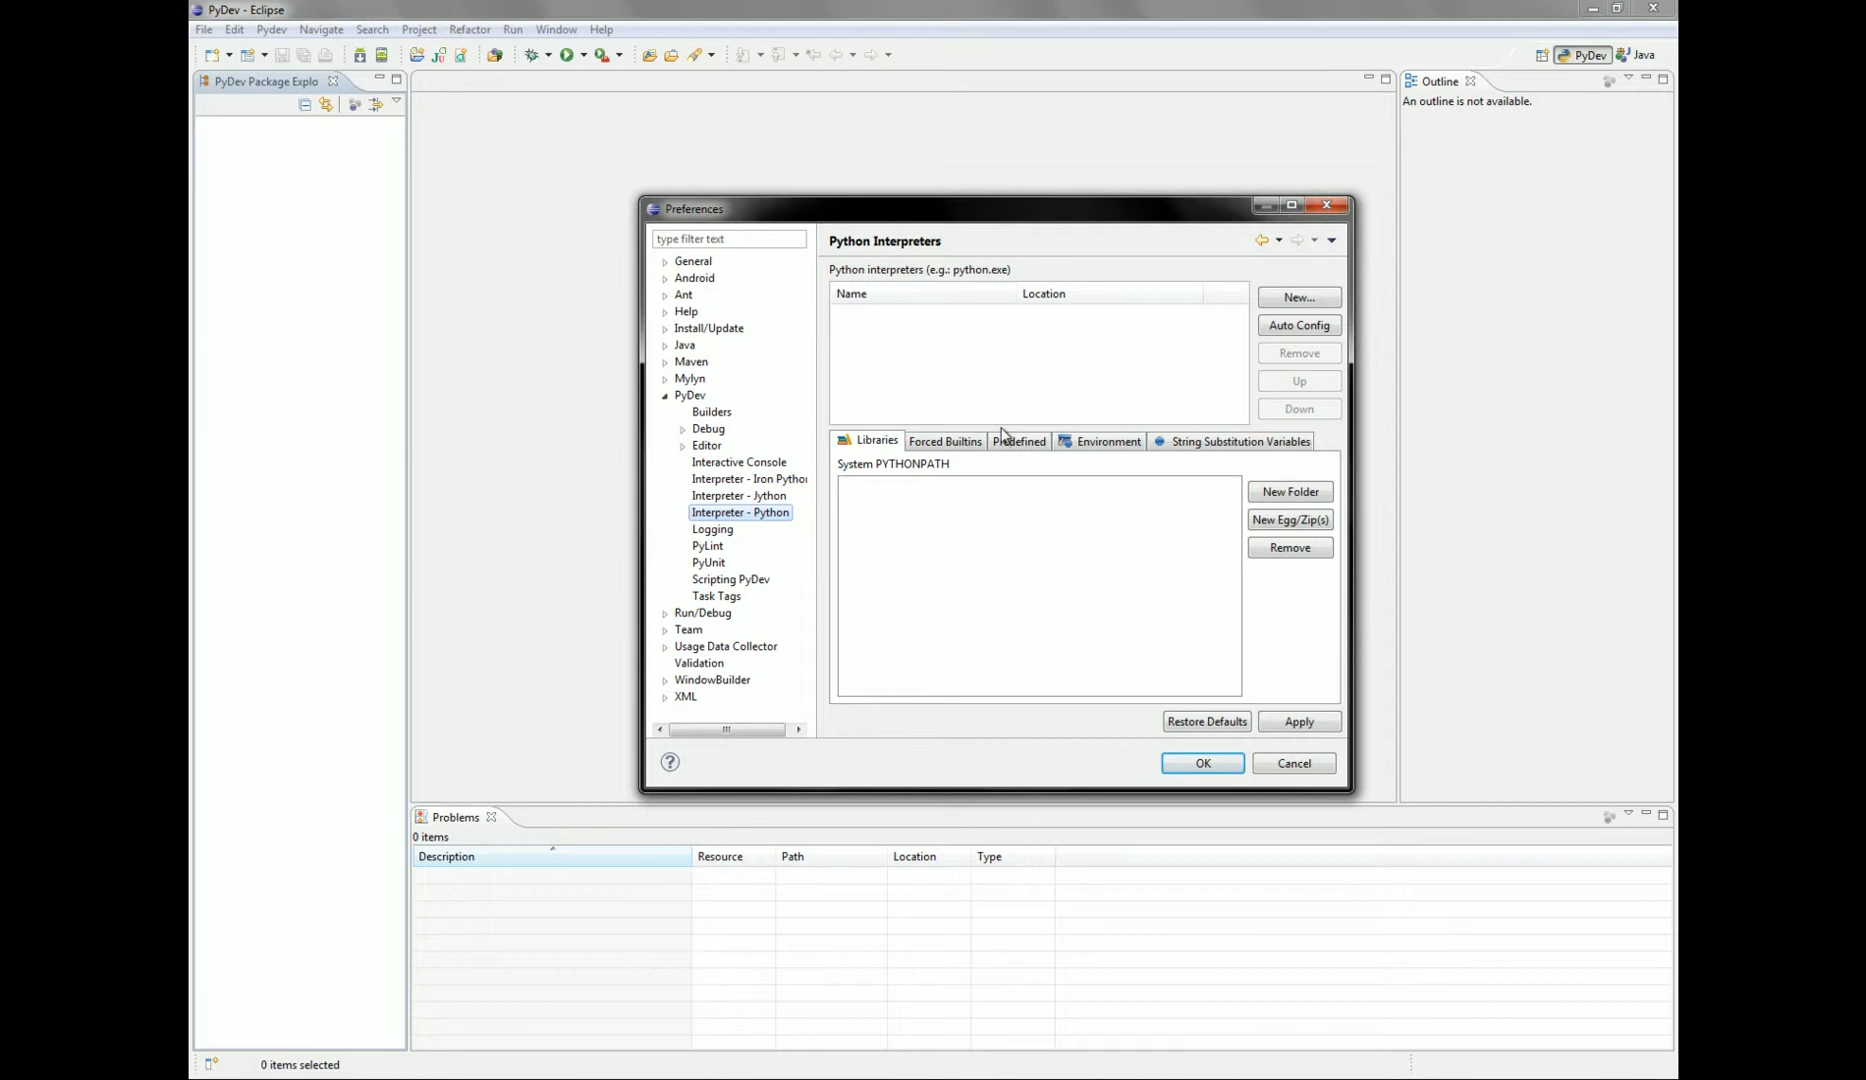 PyDev - Eclipse
File Edit Pydev Navigate Search Project Refactor Run Window Help
PyDev Java
PyDev Package Explo
Outline
An outline is not available.
Preferences
type filter text
General
Android
Ant
Help
Install/Update
Java
Maven
Mylyn
PyDev
Builders
Debug
Editor
Interactive Console
Interpreter - Iron Pythor
Interpreter - Jython
Interpreter - Python
Logging
PyLint
PyUnit
Scripting PyDev
Task Tags
Run/Debug
Team
Usage Data Collector
Validation
WindowBuilder
XML
Python Interpreters
Python interpreters (e.g.: python.exe)
Name Location
New...
Auto Config
Remove
Up
Down
Libraries Forced Builtins Predefined Environment String Substitution Variables
System PYTHONPATH
New Folder
New Egg/Zip(s)
Remove
Restore Defaults Apply
OK Cancel
Problems
0 items
Description Resource Path Location Type
0 items selected